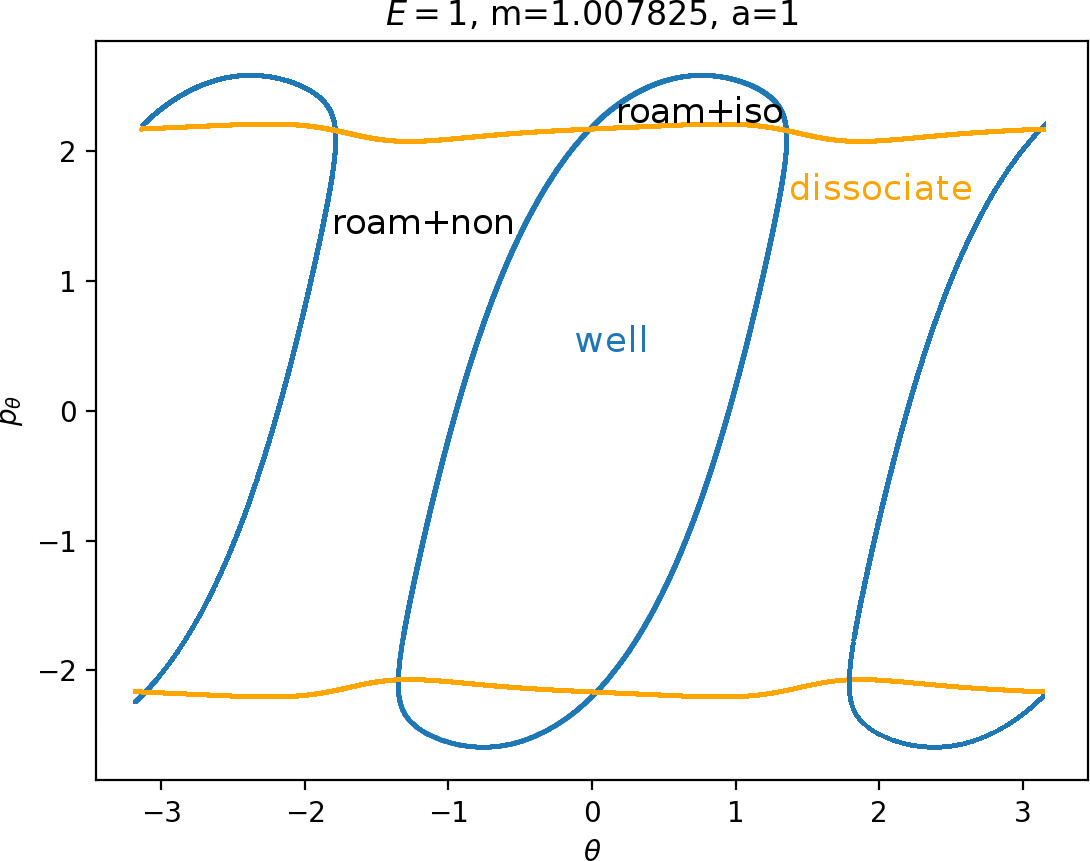 E = 1, m=1.007825, a=1
roam+iso
2
dissociate
roam+non
1
well
0
−1
−2
pθ
−3 −2 −1 0 1 2 3
θ